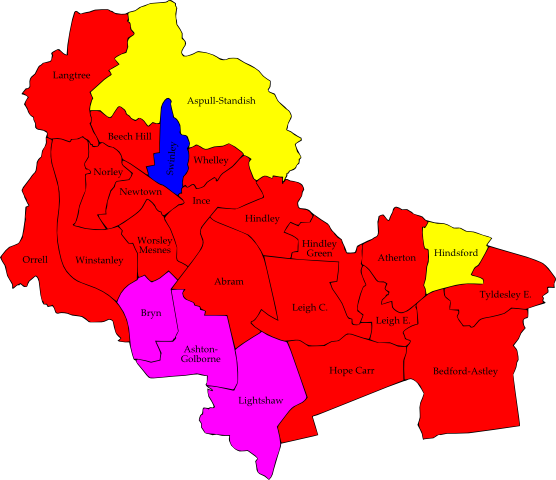 Langtree
Aspull-Standish
Beech Hill
Swinley
Whelley
Norley
Newtown
Ince
Hindley
Worsley
Mesnes
Hindley
Green
Atherton
Hindsford
Orrell
Winstanley
Abram
Tyldesley E.
Bryn
Leigh C.
Leigh E.
Ashton-
Golborne
Hope Carr
Bedford-Astley
Lightshaw